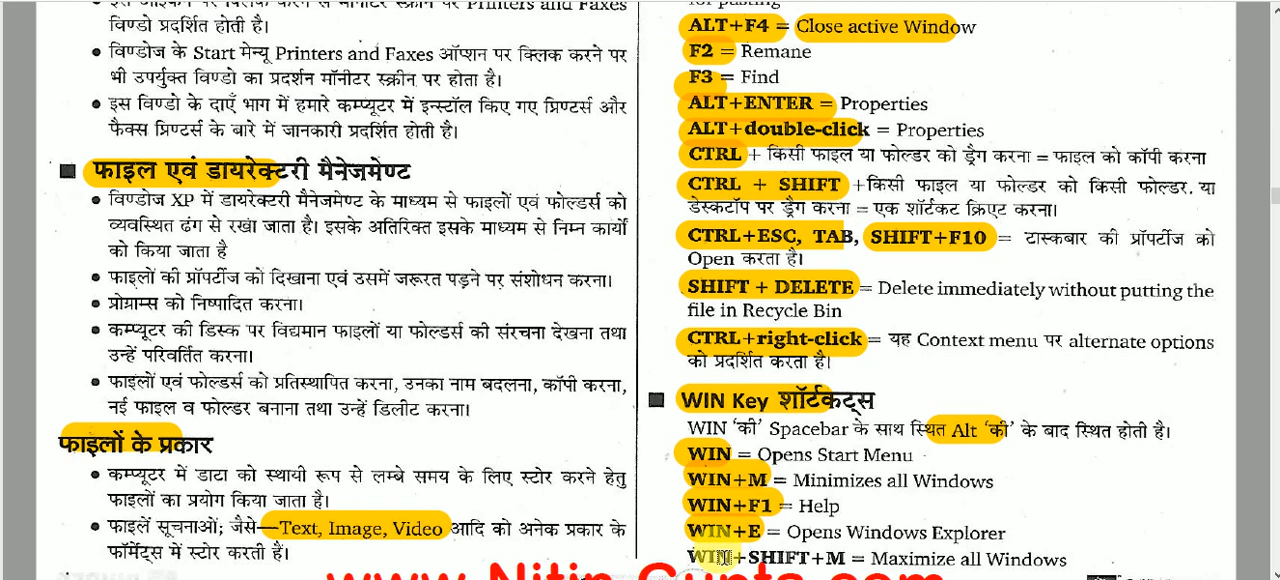 विण्डो प्रदर्शित होती है।
• विण्डोज के Start मेन्यू Printers and Faxes ऑप्शन पर क्लिक करने पर
भी उपर्युक्त विण्डो का प्रदर्शन मॉनीटर स्क्रीन पर होता है।
• इस विण्डो के दाएँ भाग में हमारे कम्प्यूटर में इन्स्टॉल किए गए प्रिण्टर्स और
फैक्स प्रिण्टर्स के बारे में जानकारी प्रदर्शित होती है।
■ फाइल एवं डायरेक्टरी मैनेजमेण्ट
• विण्डोज XP में डायरेक्टरी मैनेजमेण्ट के माध्यम से फाइलों एवं फोल्डर्स को
व्यवस्थित ढंग से रखा जाता है। इसके अतिरिक्त इसके माध्यम से निम्न कार्यों
को किया जाता है
• फाइलों की प्रॉपर्टीज को दिखाना एवं उसमें जरूरत पड़ने पर संशोधन करना।
• प्रोग्राम्स को निष्पादित करना।
• कम्प्यूटर की डिस्क पर विद्यमान फाइलों या फोल्डर्स की संरचना देखना तथा
उन्हें परिवर्तित करना।
• फाइलों एवं फोल्डर्स को प्रतिस्थापित करना, उनका नाम बदलना, कॉपी करना,
नई फाइल व फोल्डर बनाना तथा उन्हें डिलीट करना।
फाइलों के प्रकार
• कम्प्यूटर में डाटा को स्थायी रूप से लम्बे समय के लिए स्टोर करने हेतु
फाइलों का प्रयोग किया जाता है।
• फाइलें सूचनाओं; जैसे—Text, Image, Video आदि को अनेक प्रकार के
फॉर्मेट्स में स्टोर करती हैं।
for pasting
ALT+F4 = Close active Window
F2 = Remane
F3 = Find
ALT+ENTER = Properties
ALT+double-click = Properties
CTRL + किसी फाइल या फोल्डर को ड्रैग करना = फाइल को कॉपी करना
CTRL + SHIFT +किसी फाइल या फोल्डर को किसी फोल्डर. या
डेस्कटॉप पर ड्रैग करना = एक शॉर्टकट क्रिएट करना।
CTRL+ESC, TAB, SHIFT+F10 = टास्कबार की प्रॉपर्टीज को
Open करता है।
SHIFT + DELETE = Delete immediately without putting the
file in Recycle Bin
CTRL+right-click = यह Context menu पर alternate options
को प्रदर्शित करता है।
■ WIN Key शॉर्टकट्स
WIN ‘की’ Spacebar के साथ स्थित Alt ‘की’ के बाद स्थित होती है।
WIN = Opens Start Menu
WIN+M = Minimizes all Windows
WIN+F1 = Help
WIN+E = Opens Windows Explorer
WIN+SHIFT+M = Maximize all Windows